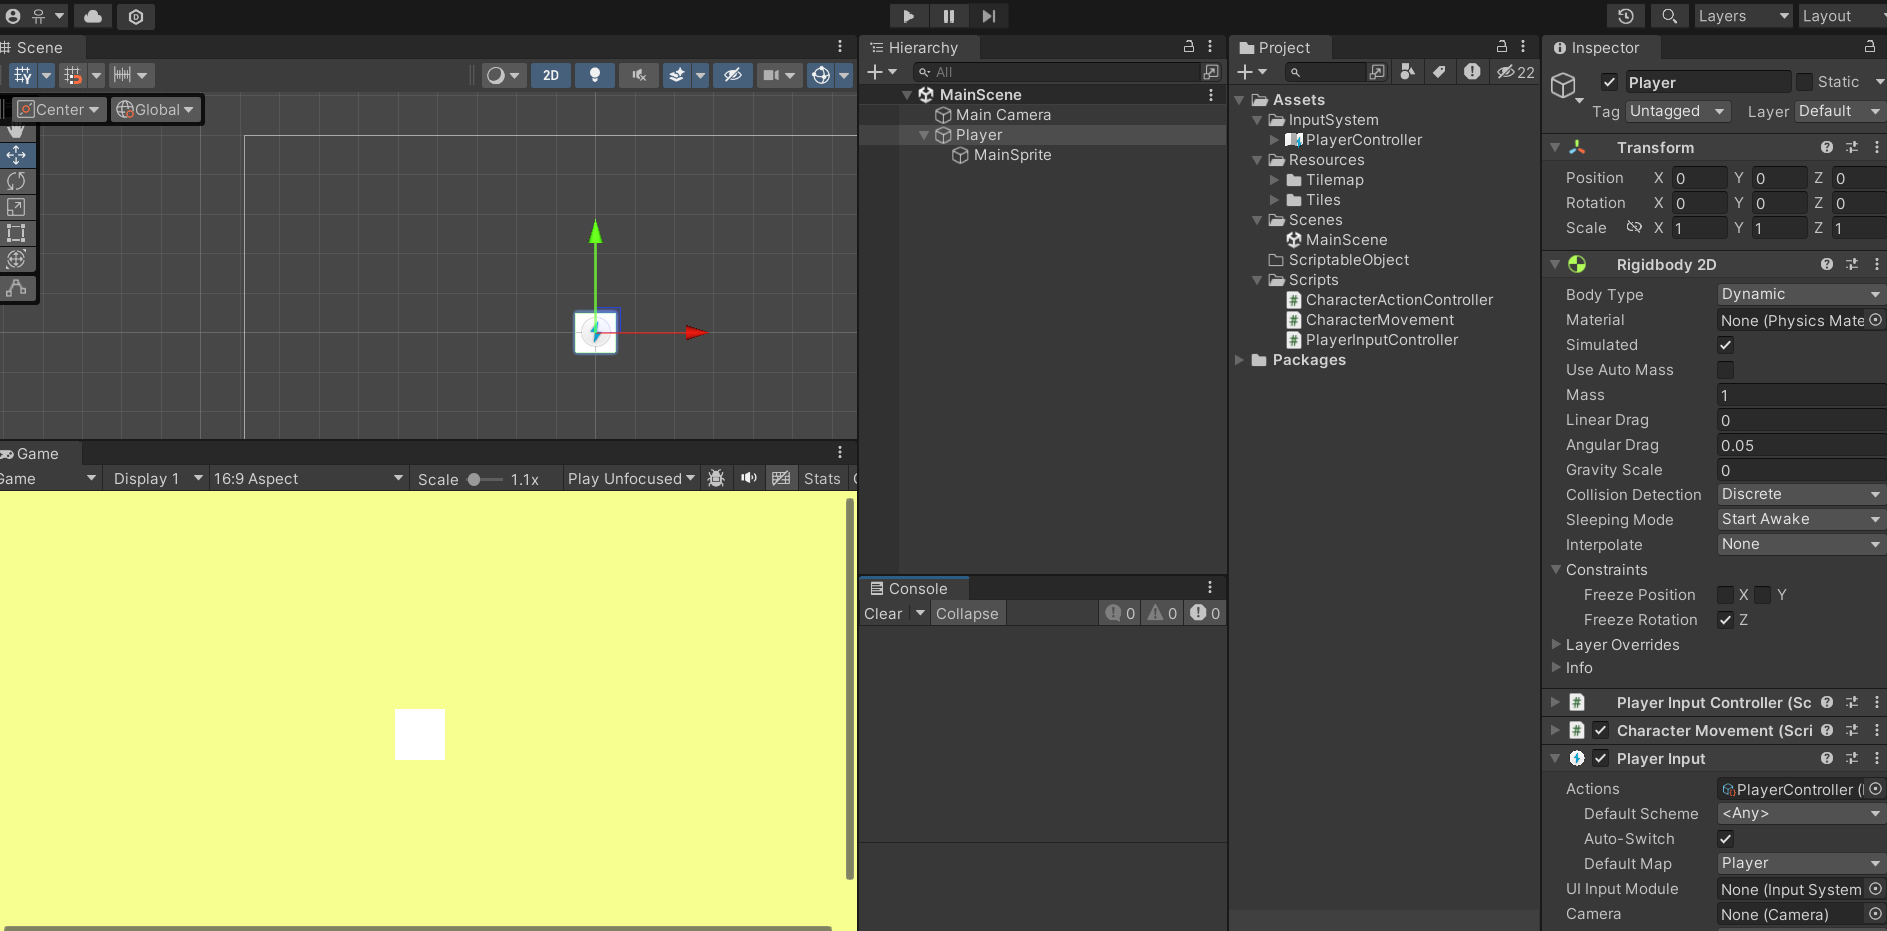 유
Layers
Layout
Scene
2D
Center
Global
Game
Game
Display 1
16:9 Aspect
Scale
1.1x
Play Unfocused
Stats
Hierarchy
All
MainScene
Main Camera
Player
MainSprite
Console
Clear
Collapse
0
0
0
Project
22
Assets
InputSystem
PlayerController
Resources
Tilemap
Tiles
Scenes
MainScene
ScriptableObject
Scripts
CharacterActionController
CharacterMovement
PlayerInputController
Packages
Inspector
Player
Static
Tag Untagged Layer Default
Transform
Position X 0 Y 0 Z 0
Rotation X 0 Y 0 Z 0
Scale X 1 Y 1 Z 1
Rigidbody 2D
Body Type Dynamic
Material None (Physics Mate
Simulated
Use Auto Mass
Mass 1
Linear Drag 0
Angular Drag 0.05
Gravity Scale 0
Collision Detection Discrete
Sleeping Mode Start Awake
Interpolate None
Constraints
Freeze Position X Y
Freeze Rotation Z
Layer Overrides
Info
# Player Input Controller (Sc
# Character Movement (Scri
Player Input
Actions PlayerController (
Default Scheme <Any>
Auto-Switch
Default Map Player
UI Input Module None (Input System
Camera None (Camera)